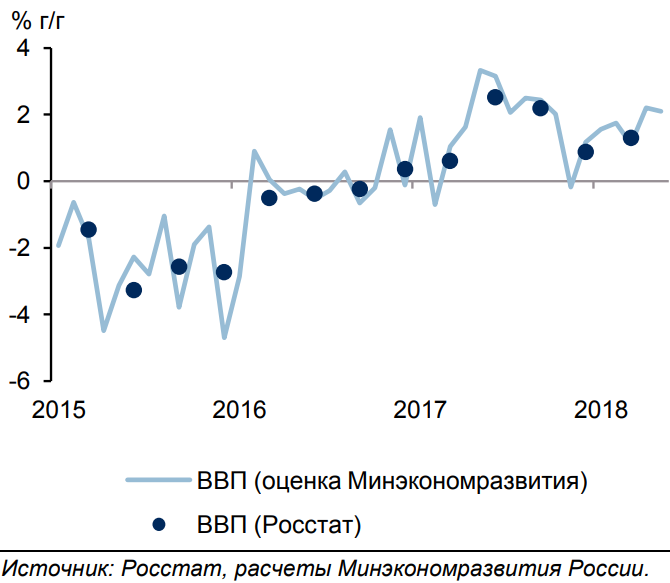 % г/г
4
2
0
-2
-4
-6
2015 2016 2017 2018
ВВП (оценка Минэкономразвития)
ВВП (Росстат)
Источник: Росстат, расчеты Минэкономразвития России.